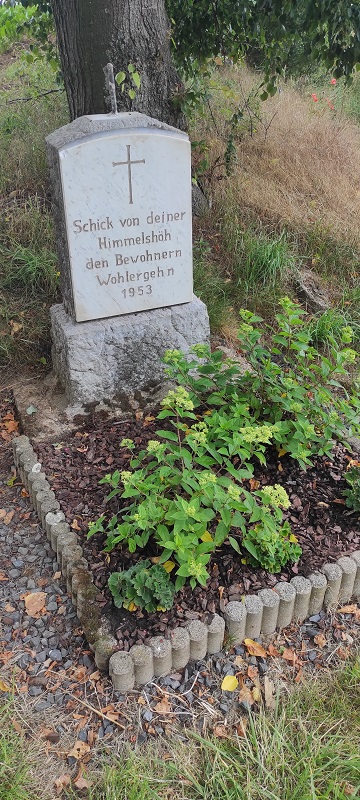 Schick von deiner
Himmelshöh
den Bewohnern
Wohlergehn
1953